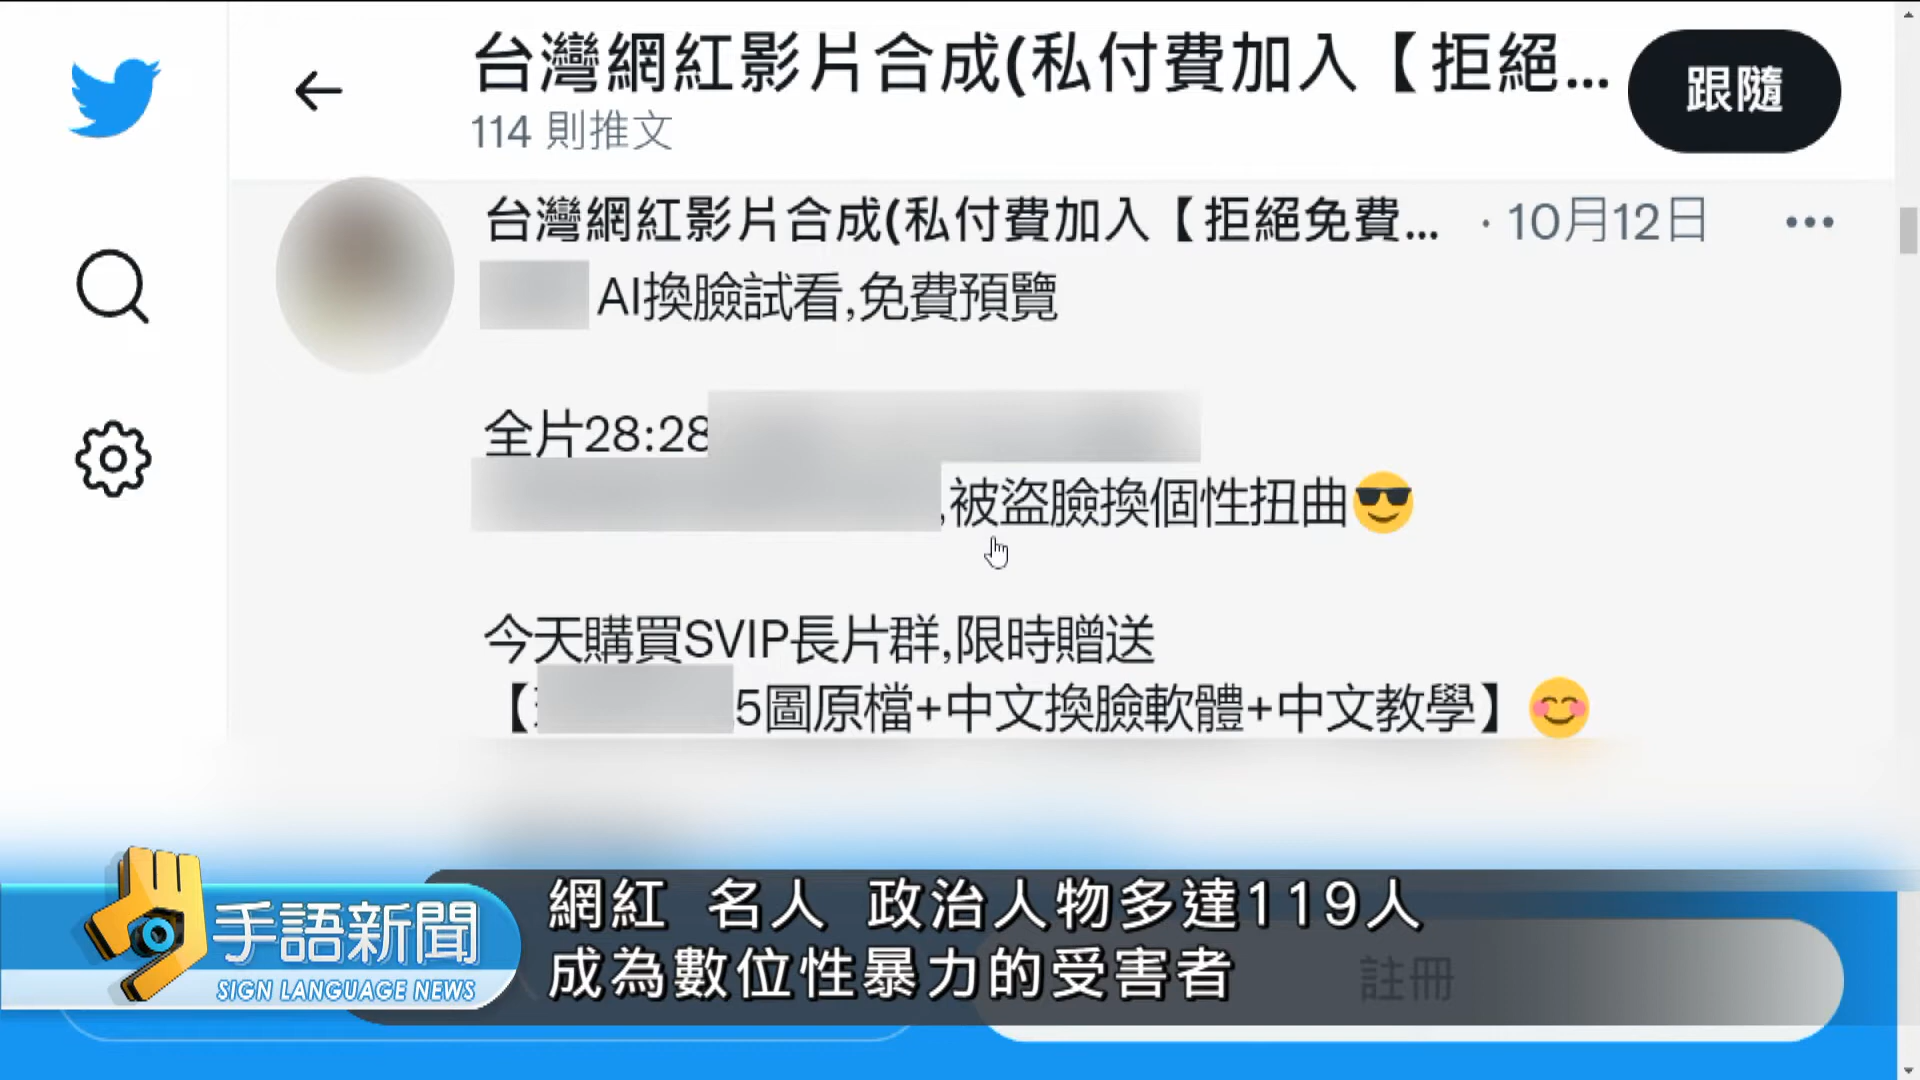 台灣網紅影片合成(私付費加入【拒絕...
114 則推文
跟隨
台灣網紅影片合成(私付費加入【拒絕免費... · 10月12日
AI換臉試看,免費預覽
全片28:28
,被盜臉換個性扭曲😎
今天購買SVIP長片群,限時贈送
【 5圖原檔+中文換臉軟體+中文教學】😊
手語新聞
SIGN LANGUAGE NEWS
網紅 名人 政治人物多達119人
成為數位性暴力的受害者
註冊